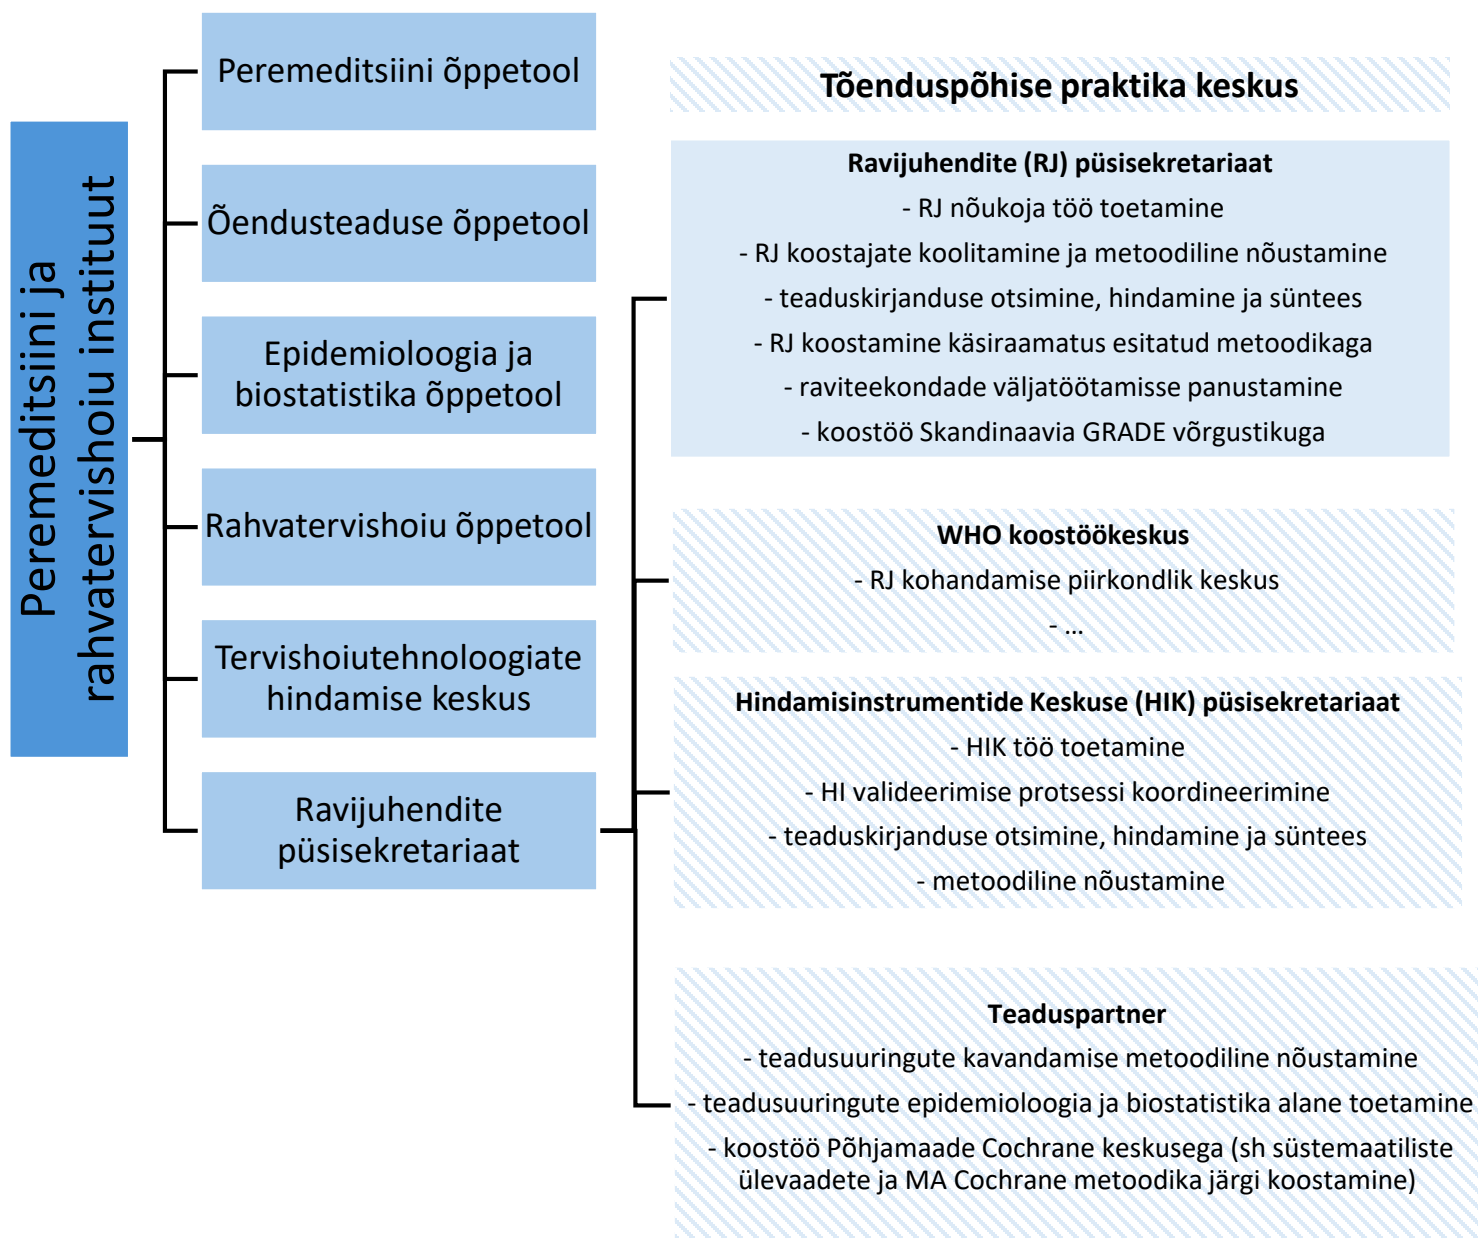 Peremeditsiini ja
rahvatervishoiu instituut
Peremeditsiini õppetool
Õendusteaduse õppetool
Epidemioloogia ja
biostatistika õppetool
Rahvatervishoiu õppetool
Tervishoiutehnoloogiate
hindamise keskus
Ravijuhendite
püsisekretariaat
Tõenduspõhise praktika keskus
Ravijuhendite (RJ) püsisekretariaat
- RJ nõukoja töö toetamine
- RJ koostajate koolitamine ja metoodiline nõustamine
- teaduskirjanduse otsimine, hindamine ja süntees
- RJ koostamine käsiraamatus esitatud metoodikaga
- raviteekondade väljatöötamisse panustamine
- koostöö Skandinaavia GRADE võrgustikuga
WHO koostöökeskus
- RJ kohandamise piirkondlik keskus
- ...
Hindamisinstrumentide Keskuse (HIK) püsisekretariaat
- HIK töö toetamine
- HI valideerimise protsessi koordineerimine
- teaduskirjanduse otsimine, hindamine ja süntees
- metoodiline nõustamine
Teaduspartner
- teadusuuringute kavandamise metoodiline nõustamine
- teadusuuringute epidemioloogia ja biostatistika alane toetamine
- koostöö Põhjamaade Cochrane keskusega (sh süstemaatiliste
ülevaadete ja MA Cochrane metoodika järgi koostamine)